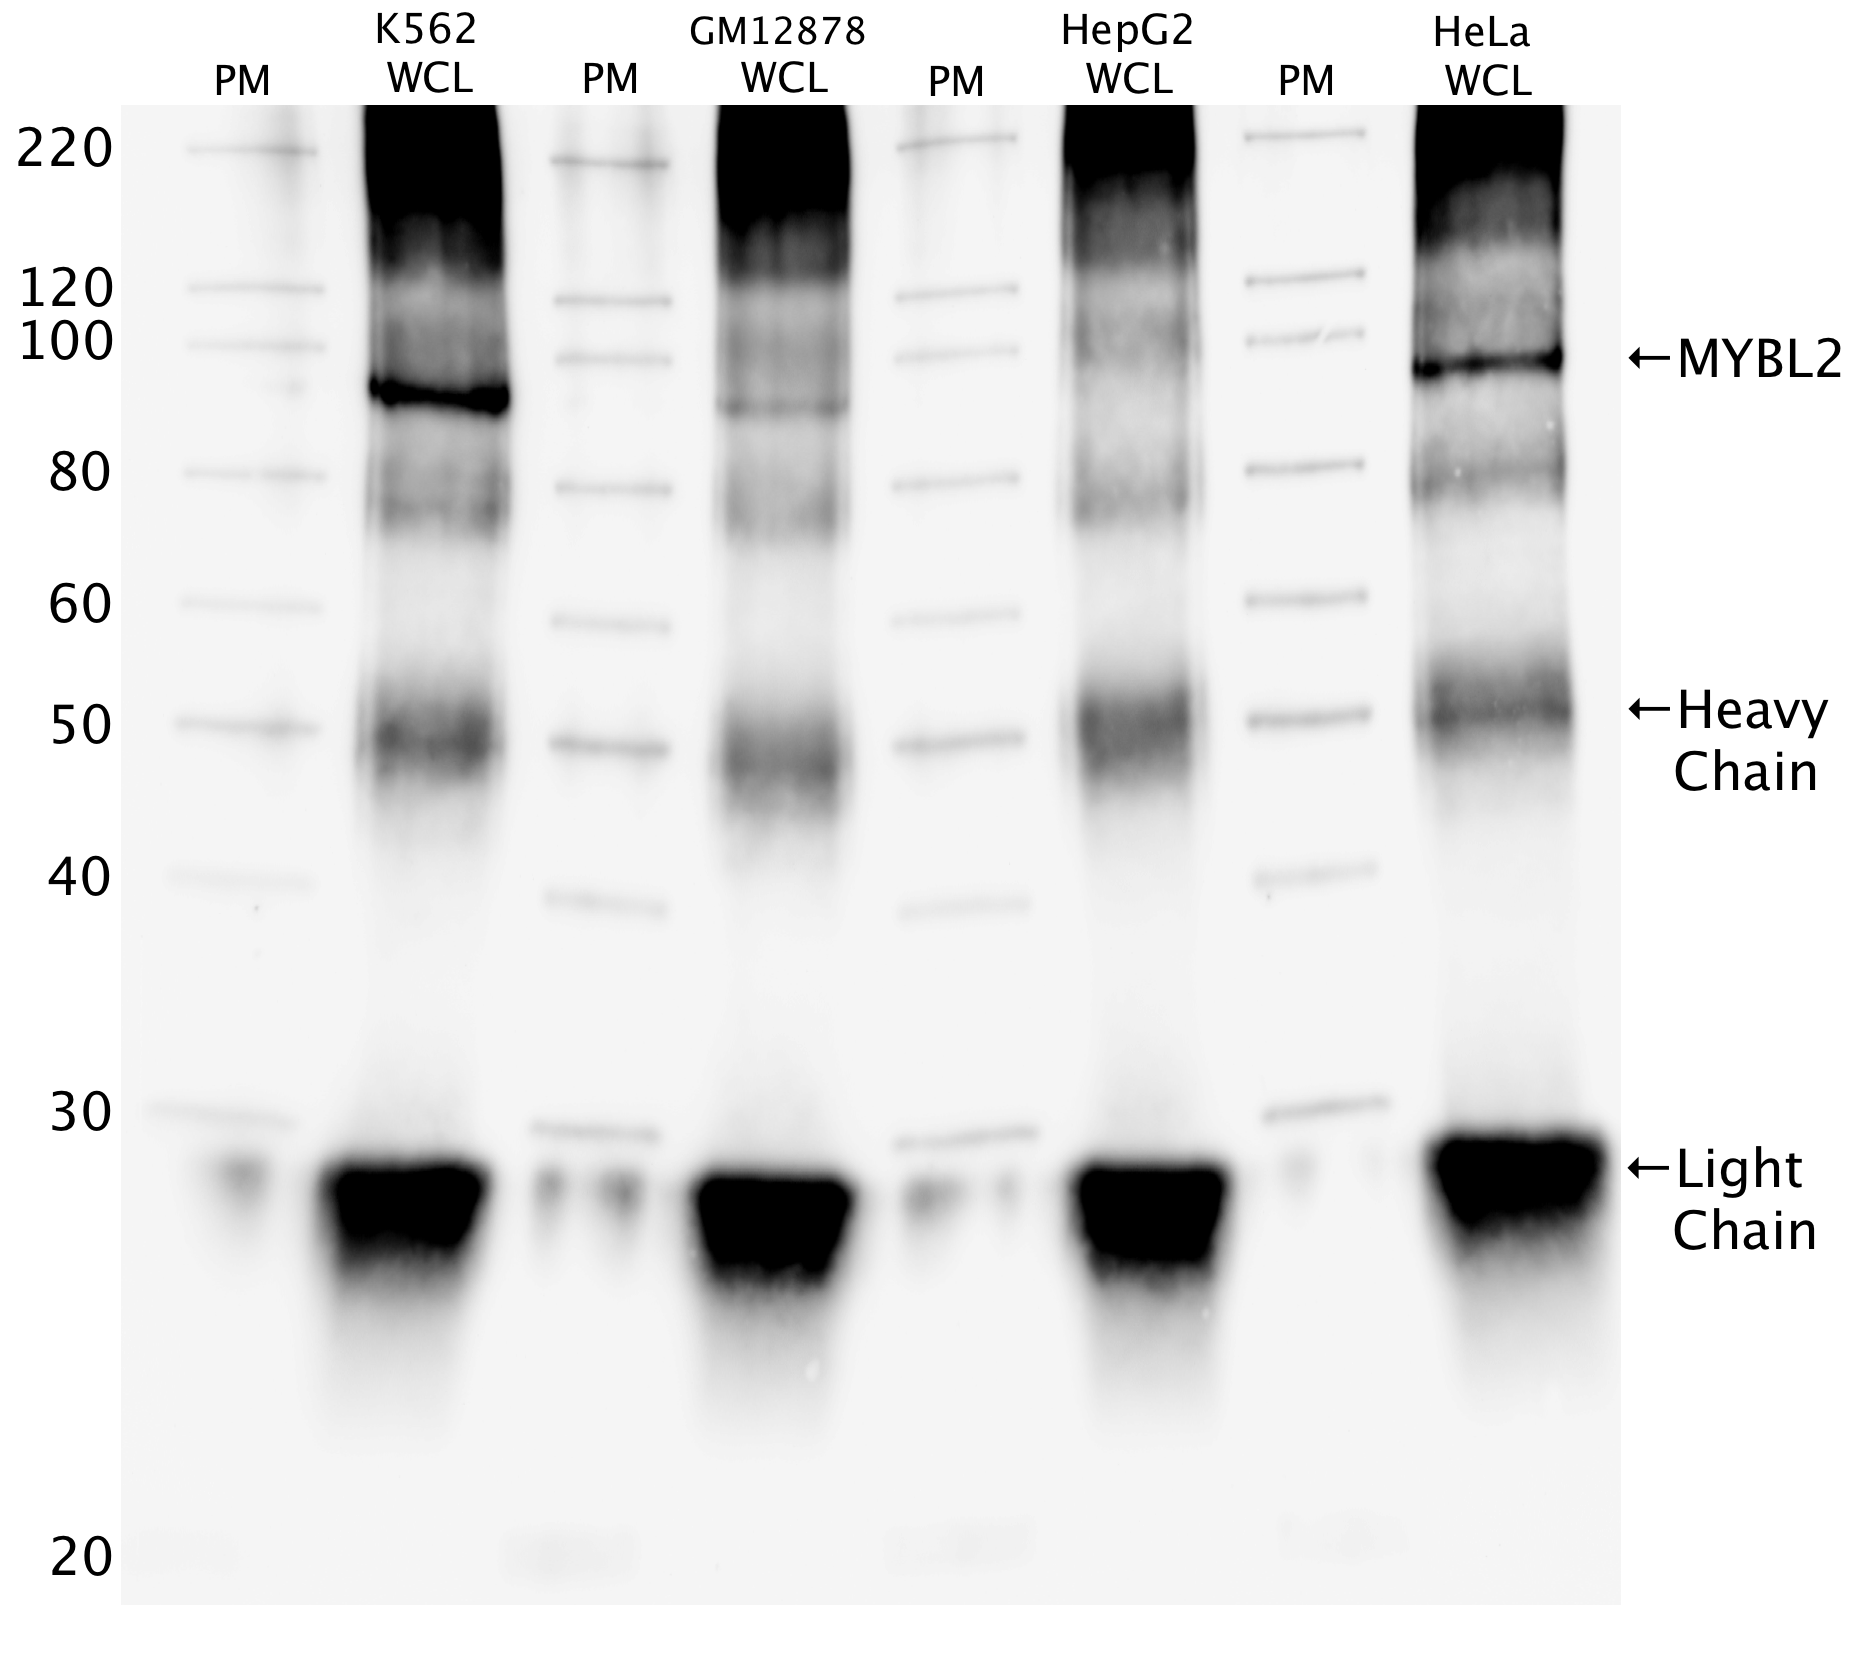 K562 GM12878 HepG2 HeLa
PM WCL PM WCL PM WCL PM WCL
220
120
100
←MYBL2
80
60
50
←Heavy
Chain
40
30
←Light
Chain
20